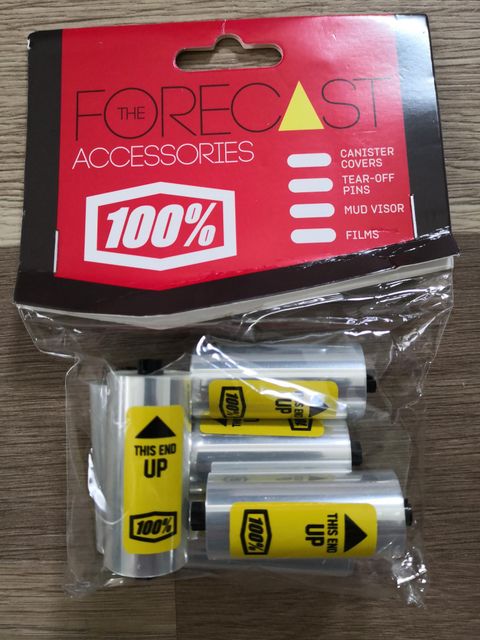 THE
FORECAST
ACCESSORIES
100%
CANISTER
COVERS
TEAR-OFF
PINS
MUD VISOR
FILMS
THIS END
UP
100%
THIS END
UP
100%
100%
THIS END
UP
100%